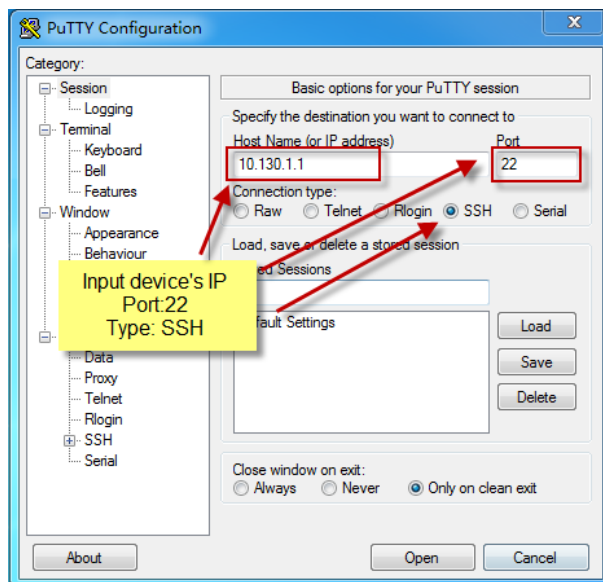 PuTTY Configuration
Category:
Session
Logging
Terminal
Keyboard
Bell
Features
Window
Appearance
Behaviour
Data
Proxy
Telnet
Rlogin
SSH
Serial
Basic options for your PuTTY session
Specify the destination you want to connect to
Host Name (or IP address)
Port
10.130.1.1
22
Connection type:
Raw Telnet Rlogin SSH Serial
Load, save or delete a stored session
Sessions
Default Settings
Load
Save
Delete
Input device's IP
Port:22
Type: SSH
Close window on exit:
Always Never Only on clean exit
About
Open
Cancel